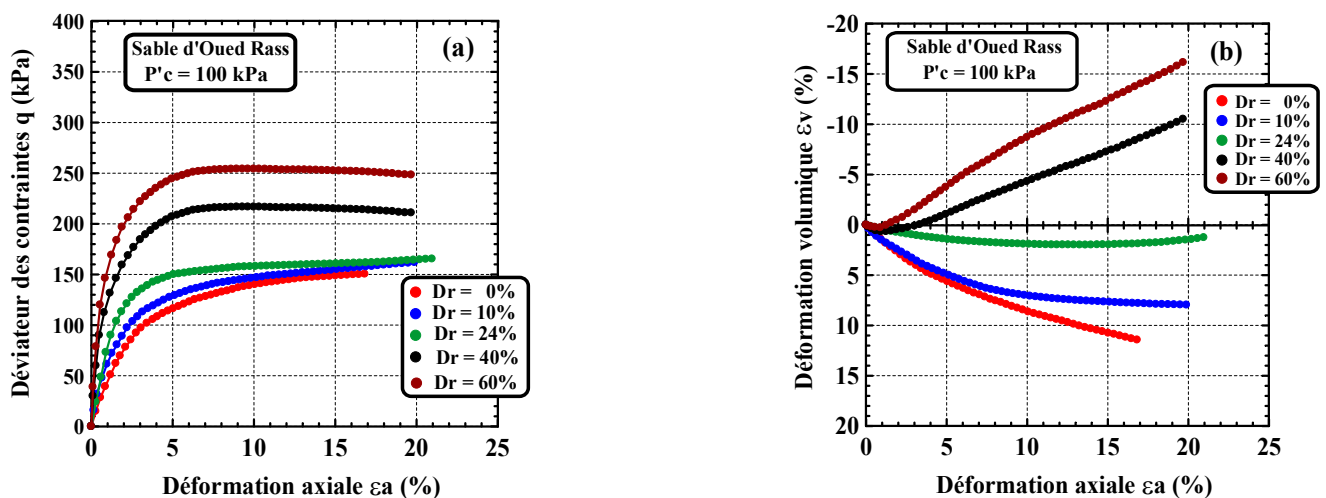 400
350
300
250
200
150
100
50
0
Déviateur des contraintes q (kPa)
Sable d'Oued Rass
P'c = 100 kPa
(a)
Dr = 0%
Dr = 10%
Dr = 24%
Dr = 40%
Dr = 60%
0 5 10 15 20 25
Déformation axiale εa (%)
-20
-15
-10
-5
0
5
10
15
20
Déformation volumique εv (%)
Sable d'Oued Rass
P'c = 100 kPa
(b)
Dr = 0%
Dr = 10%
Dr = 24%
Dr = 40%
Dr = 60%
0 5 10 15 20 25
Déformation axiale εa (%)